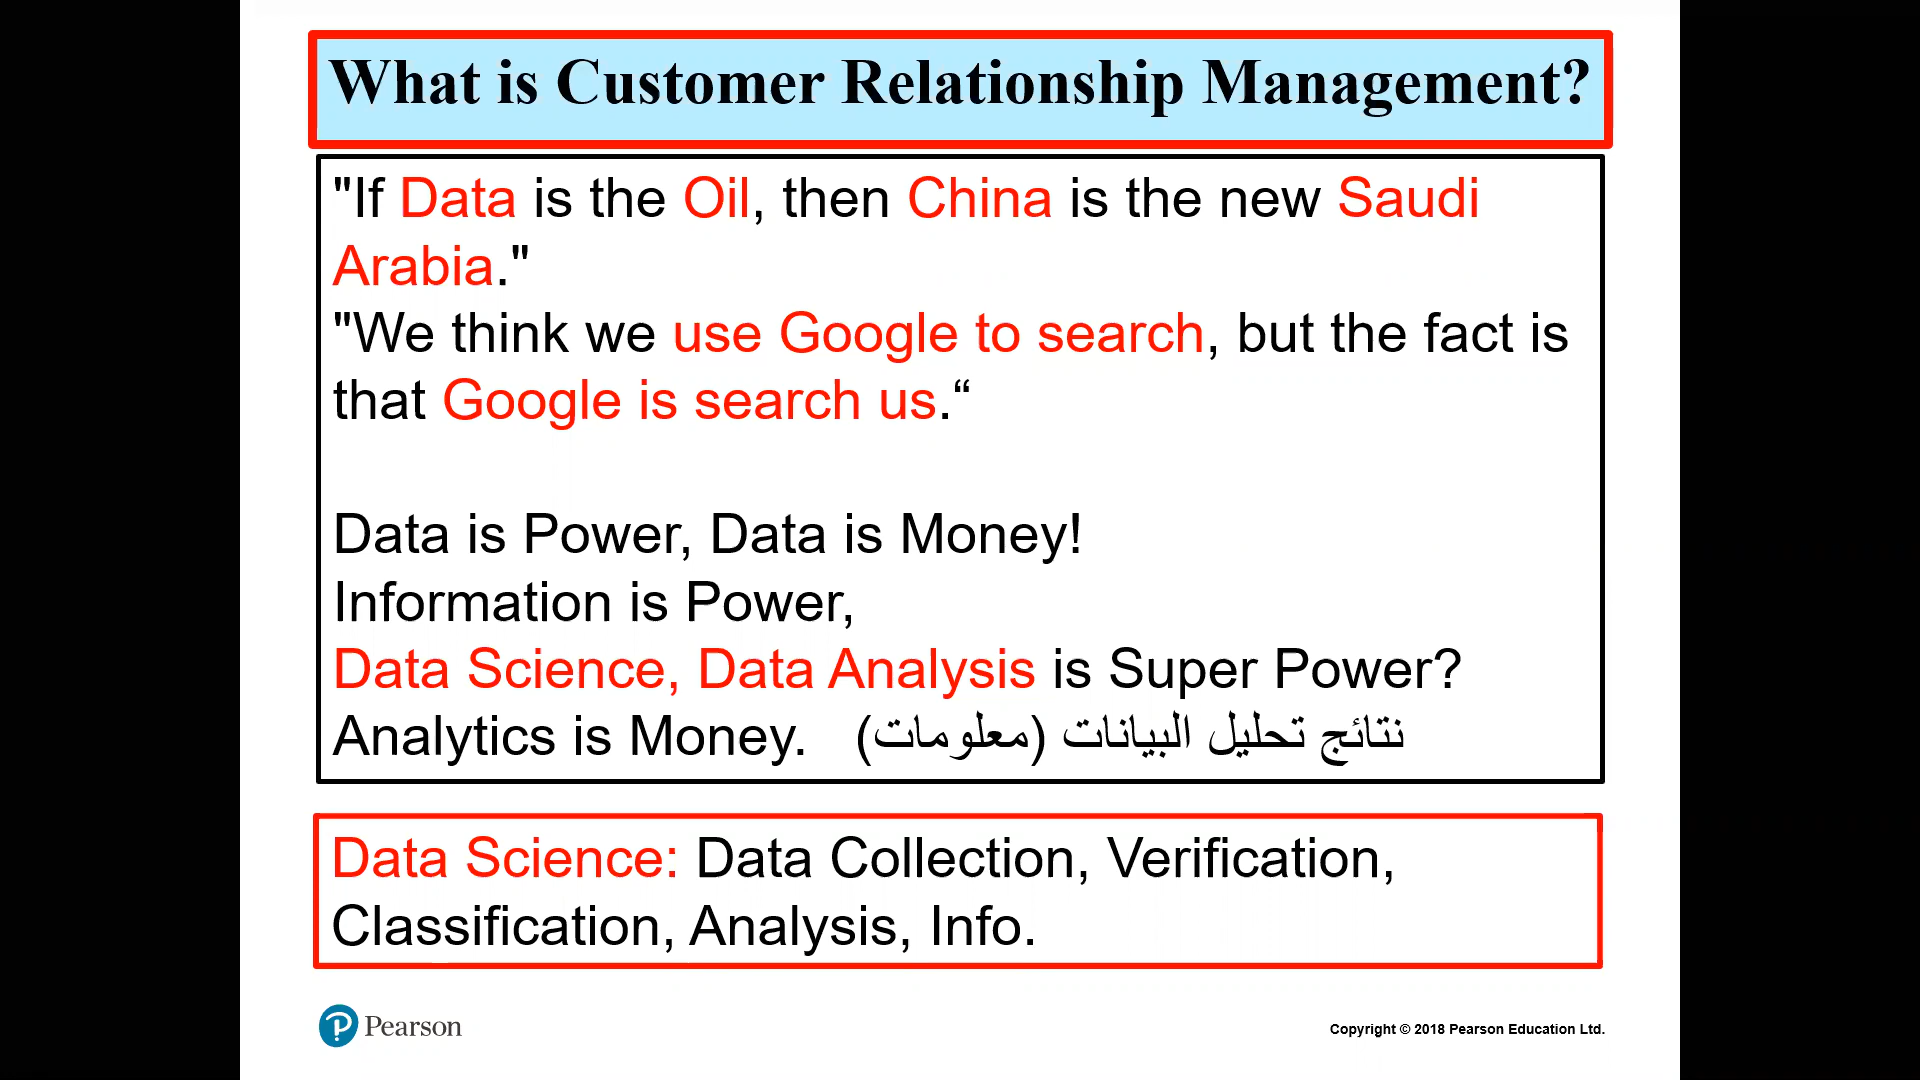 What is Customer Relationship Management?
"If Data is the Oil, then China is the new Saudi
Arabia."
"We think we use Google to search, but the fact is
that Google is search us.“
Data is Power, Data is Money!
Information is Power,
Data Science, Data Analysis is Super Power?
Analytics is Money. نتائج تحليل البيانات (معلومات)
Data Science: Data Collection, Verification,
Classification, Analysis, Info.
Pearson
Copyright © 2018 Pearson Education Ltd.